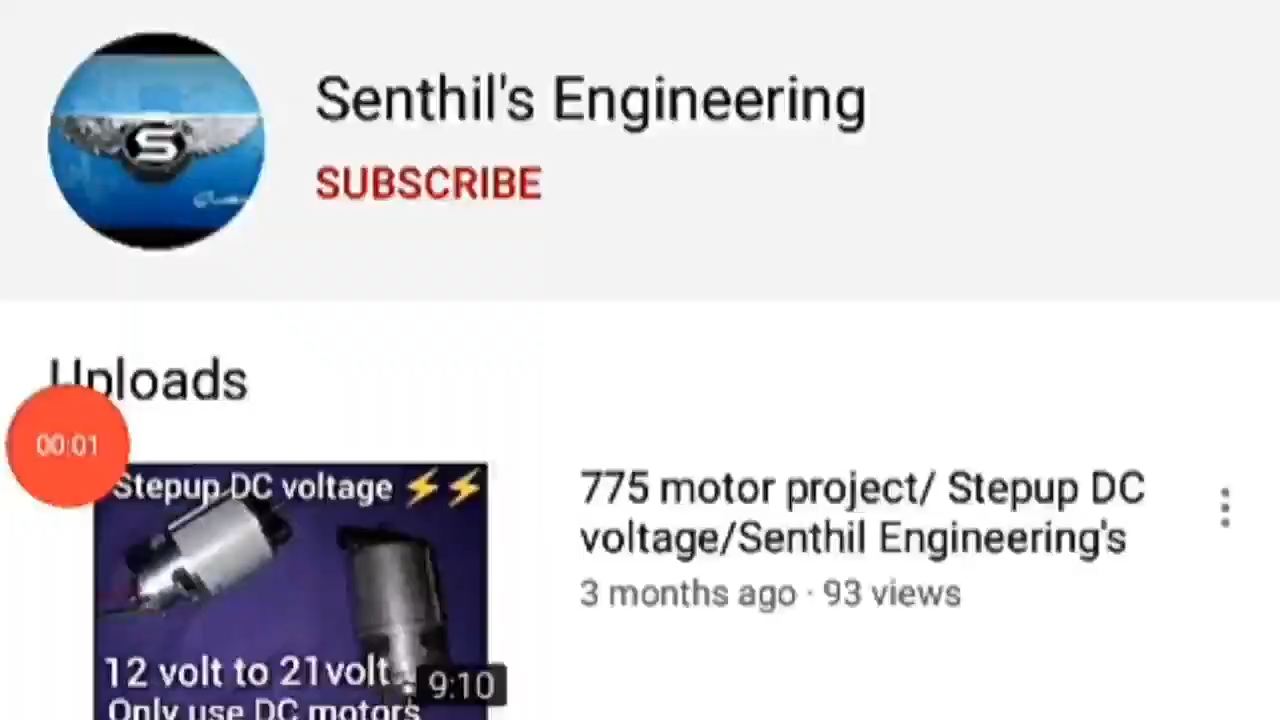 S
Senthil's Engineering
SUBSCRIBE
Uploads
00:01
Stepup DC voltage ⚡⚡
12 volt to 21volt
9:10
Only use DC motors
775 motor project/ Stepup DC
voltage/Senthil Engineering's
3 months ago · 93 views